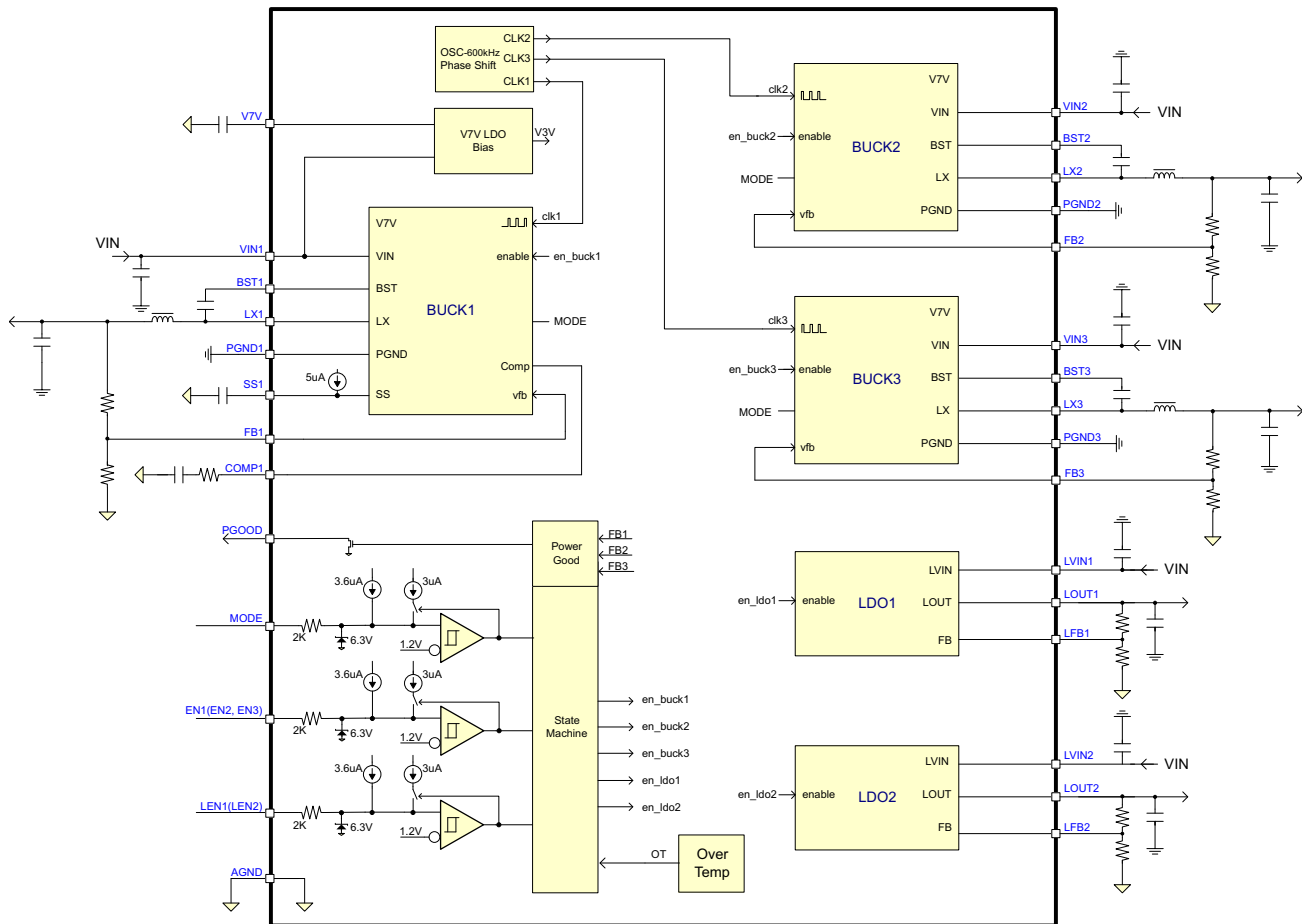 CLK2
OSC-600kHz
CLK3
Phase Shift
CLK1
V7V
V7V LDO
Bias
V3V
V7V
clk1
VIN
VIN1
VIN
enable
en_buck1
BST1
BST
BUCK1
LX1
LX
MODE
PGND1
PGND
Comp
5uA
SS1
SS
vfb
FB1
COMP1
V7V
clk2
VIN
VIN2
VIN
en_buck2
enable
BST
BST2
BUCK2
MODE
LX
LX2
vfb
PGND
PGND2
FB2
V7V
clk3
VIN
VIN3
VIN
en_buck3
enable
BST
BST3
BUCK3
MODE
LX
LX3
vfb
PGND
PGND3
FB3
PGOOD
Power
Good
FB1
FB2
FB3
3.6uA
3uA
MODE
2K
6.3V
1.2V
3.6uA
3uA
EN1(EN2, EN3)
2K
6.3V
1.2V
3.6uA
3uA
LEN1(LEN2)
2K
6.3V
1.2V
State
Machine
en_buck1
en_buck2
en_buck3
en_ldo1
en_ldo2
OT
Over
Temp
AGND
LVIN
LVIN1
VIN
en_ldo1
enable
LDO1
LOUT
LOUT1
FB
LFB1
LVIN
LVIN2
VIN
en_ldo2
enable
LDO2
LOUT
LOUT2
FB
LFB2